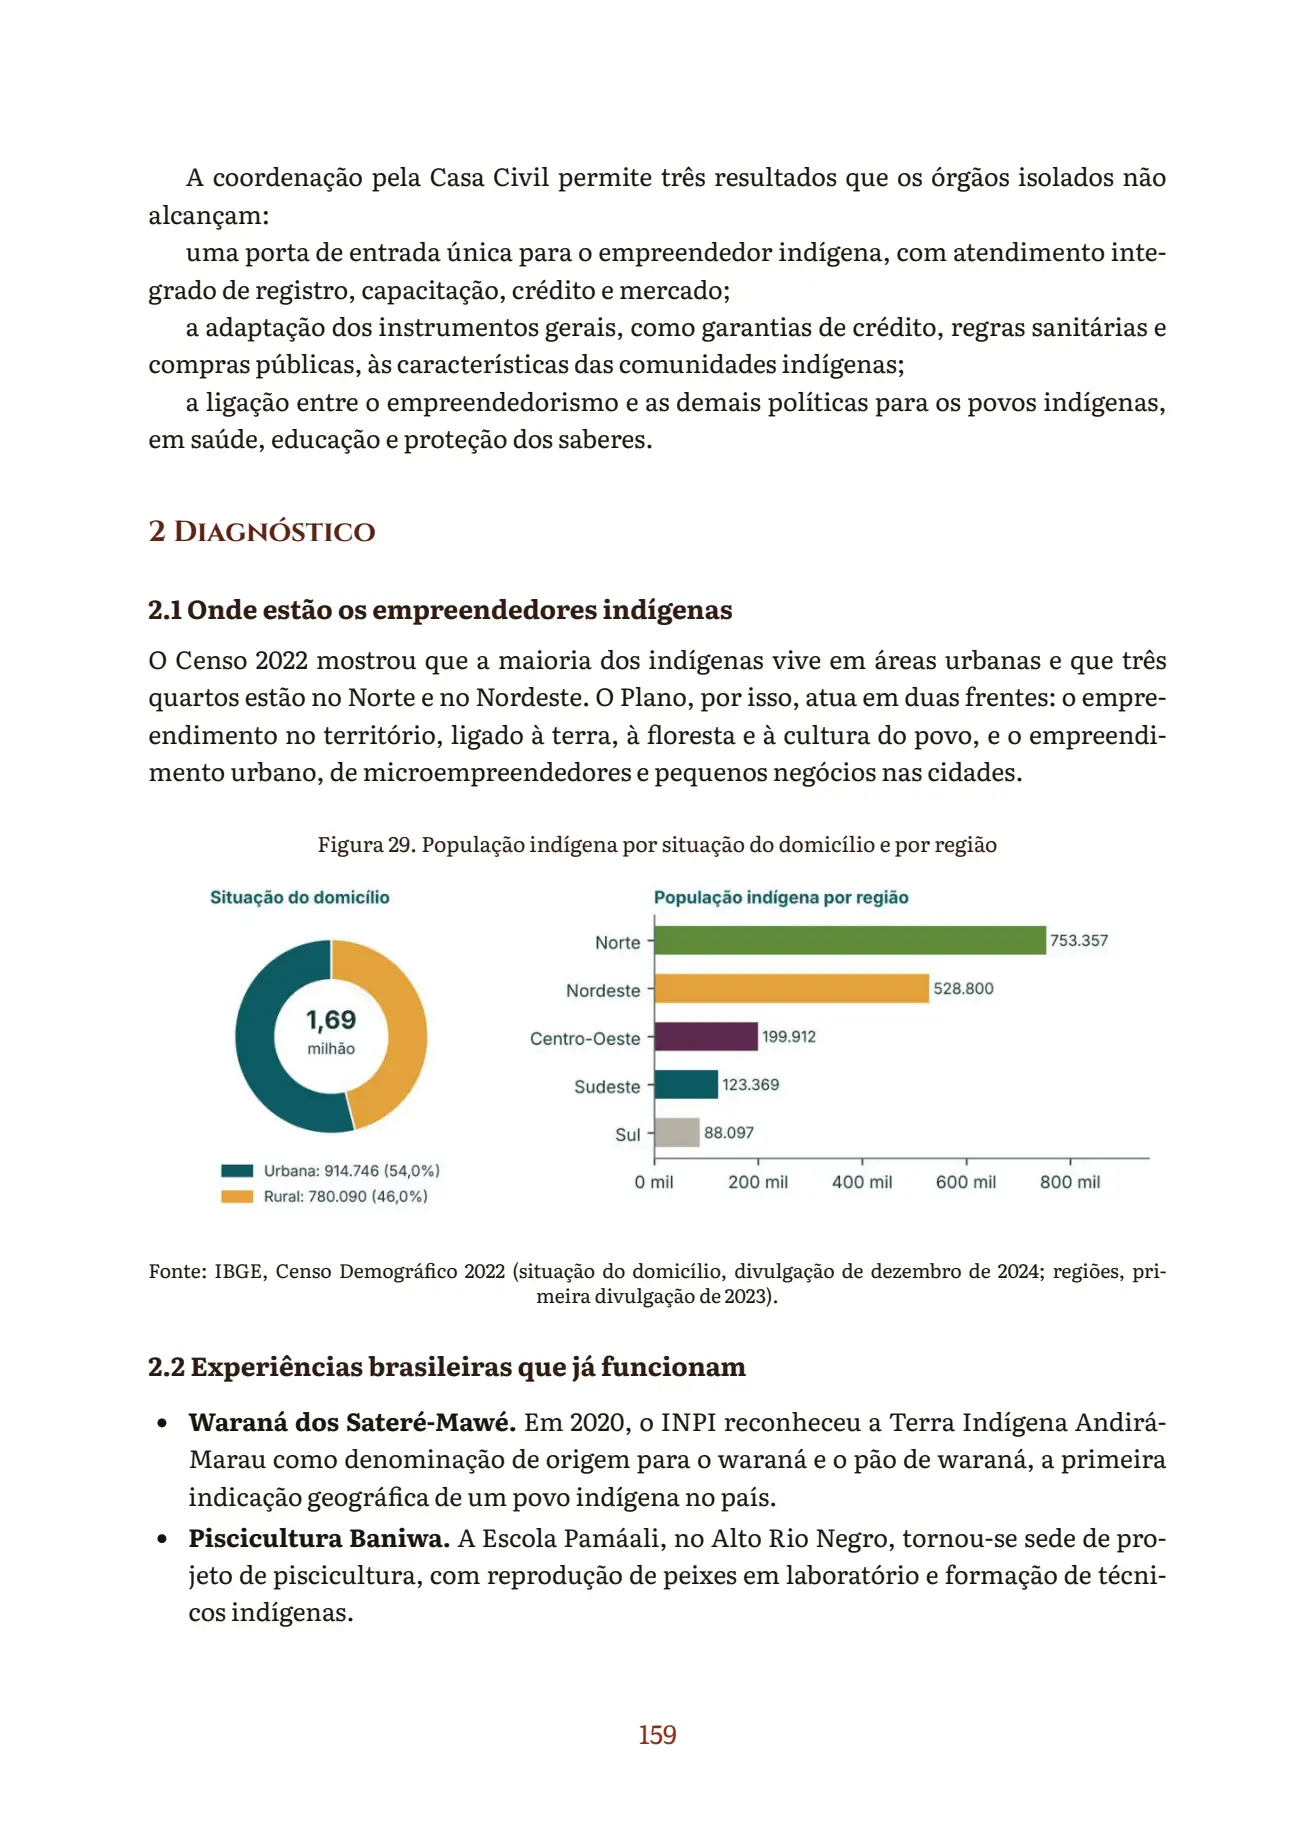 A coordenação pela Casa Civil permite três resultados que os órgãos isolados não
alcançam:
uma porta de entrada única para o empreendedor indígena, com atendimento inte-
grado de registro, capacitação, crédito e mercado;
a adaptação dos instrumentos gerais, como garantias de crédito, regras sanitárias e
compras públicas, às características das comunidades indígenas;
a ligação entre o empreendedorismo e as demais políticas para os povos indígenas,
em saúde, educação e proteção dos saberes.
2 Diagnóstico
2.1 Onde estão os empreendedores indígenas
O Censo 2022 mostrou que a maioria dos indígenas vive em áreas urbanas e que três
quartos estão no Norte e no Nordeste. O Plano, por isso, atua em duas frentes: o empre-
endimento no território, ligado à terra, à floresta e à cultura do povo, e o empreendi-
mento urbano, de microempreendedores e pequenos negócios nas cidades.
Figura 29. População indígena por situação do domicílio e por região
Situação do domicílio
1,69
milhão
Urbana: 914.746 (54,0%)
Rural: 780.090 (46,0%)
População indígena por região
Norte 753.357
Nordeste 528.800
Centro-Oeste 199.912
Sudeste 123.369
Sul 88.097
0 mil 200 mil 400 mil 600 mil 800 mil
Fonte: IBGE, Censo Demográfico 2022 (situação do domicílio, divulgação de dezembro de 2024; regiões, pri-
meira divulgação de 2023).
2.2 Experiências brasileiras que já funcionam
• Waraná dos Sateré-Mawé. Em 2020, o INPI reconheceu a Terra Indígena Andirá-
Marau como denominação de origem para o waraná e o pão de waraná, a primeira
indicação geográfica de um povo indígena no país.
• Piscicultura Baniwa. A Escola Pamáali, no Alto Rio Negro, tornou-se sede de pro-
jeto de piscicultura, com reprodução de peixes em laboratório e formação de técni-
cos indígenas.
159